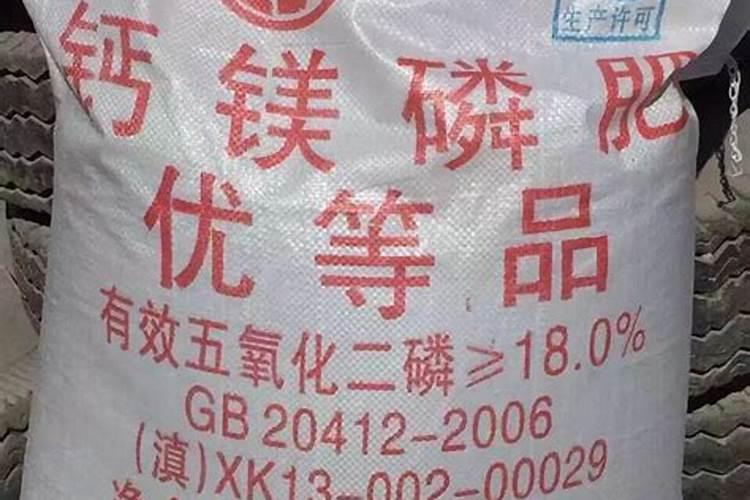 生产许可
钙镁磷肥
优等品
有效五氧化二磷≥18.0%
GB 20412-2006
(滇)XK13-002-00029
净